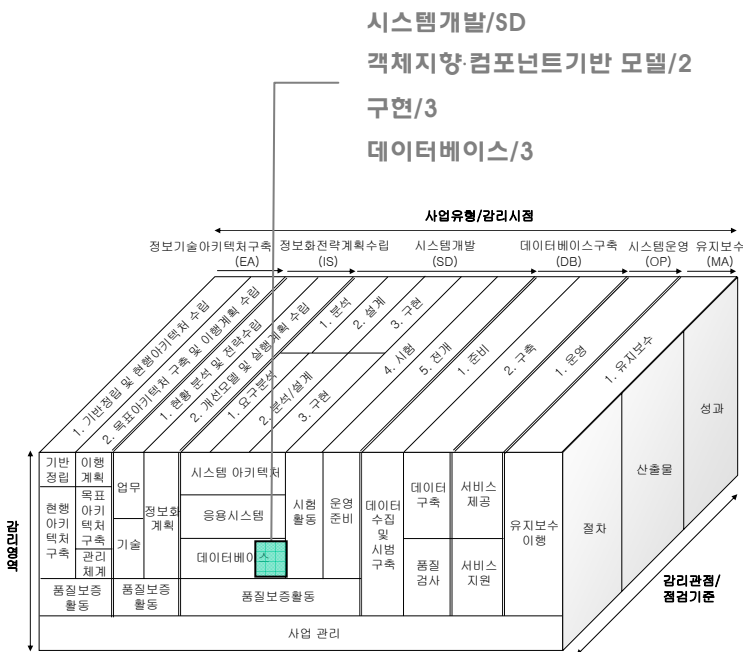 시스템개발/SD
객체지향·컴포넌트기반 모델/2
구현/3
데이터베이스/3
사업유형/감리시점
정보기술아키텍처구축
(EA)
정보화전략계획수립
(IS)
시스템개발
(SD)
데이터베이스구축
(DB)
시스템운영
(OP)
유지보수
(MA)
1. 기반정립 및 현행아키텍처 수립
2. 목표아키텍처 구축 및 이행계획 수립
1. 현황 분석 및 전략수립
2. 개선모델 및 실행계획 수립
1. 분석
2. 설계
3. 구현
1. 요구분석
2. 분석/설계
3. 구현
4. 시험
5. 전개
1. 준비
2. 구축
1. 운영
1. 유지보수
감리영역
기반
정립
이행
계획
현행
아키
텍처
구축
목표
아키
텍처
구축
관리
체계
업무
기술
정보화
계획
시스템 아키텍처
응용시스템
데이터베이스
시험
활동
운영
준비
데이터
수집
및
시범
구축
데이터
구축
품질
검사
서비스
제공
서비스
지원
유지보수
이행
품질보증
활동
품질보증
활동
품질보증활동
사업 관리
절차
산출물
성과
감리관점/
점검기준